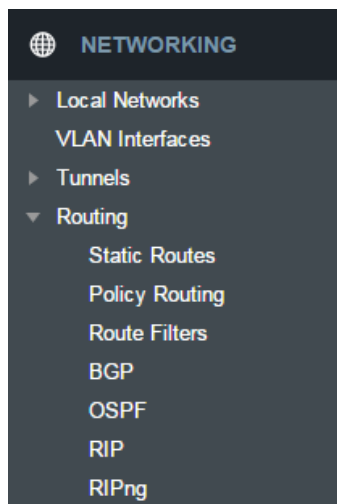 NETWORKING
Local Networks
VLAN Interfaces
Tunnels
Routing
Static Routes
Policy Routing
Route Filters
BGP
OSPF
RIP
RIPng